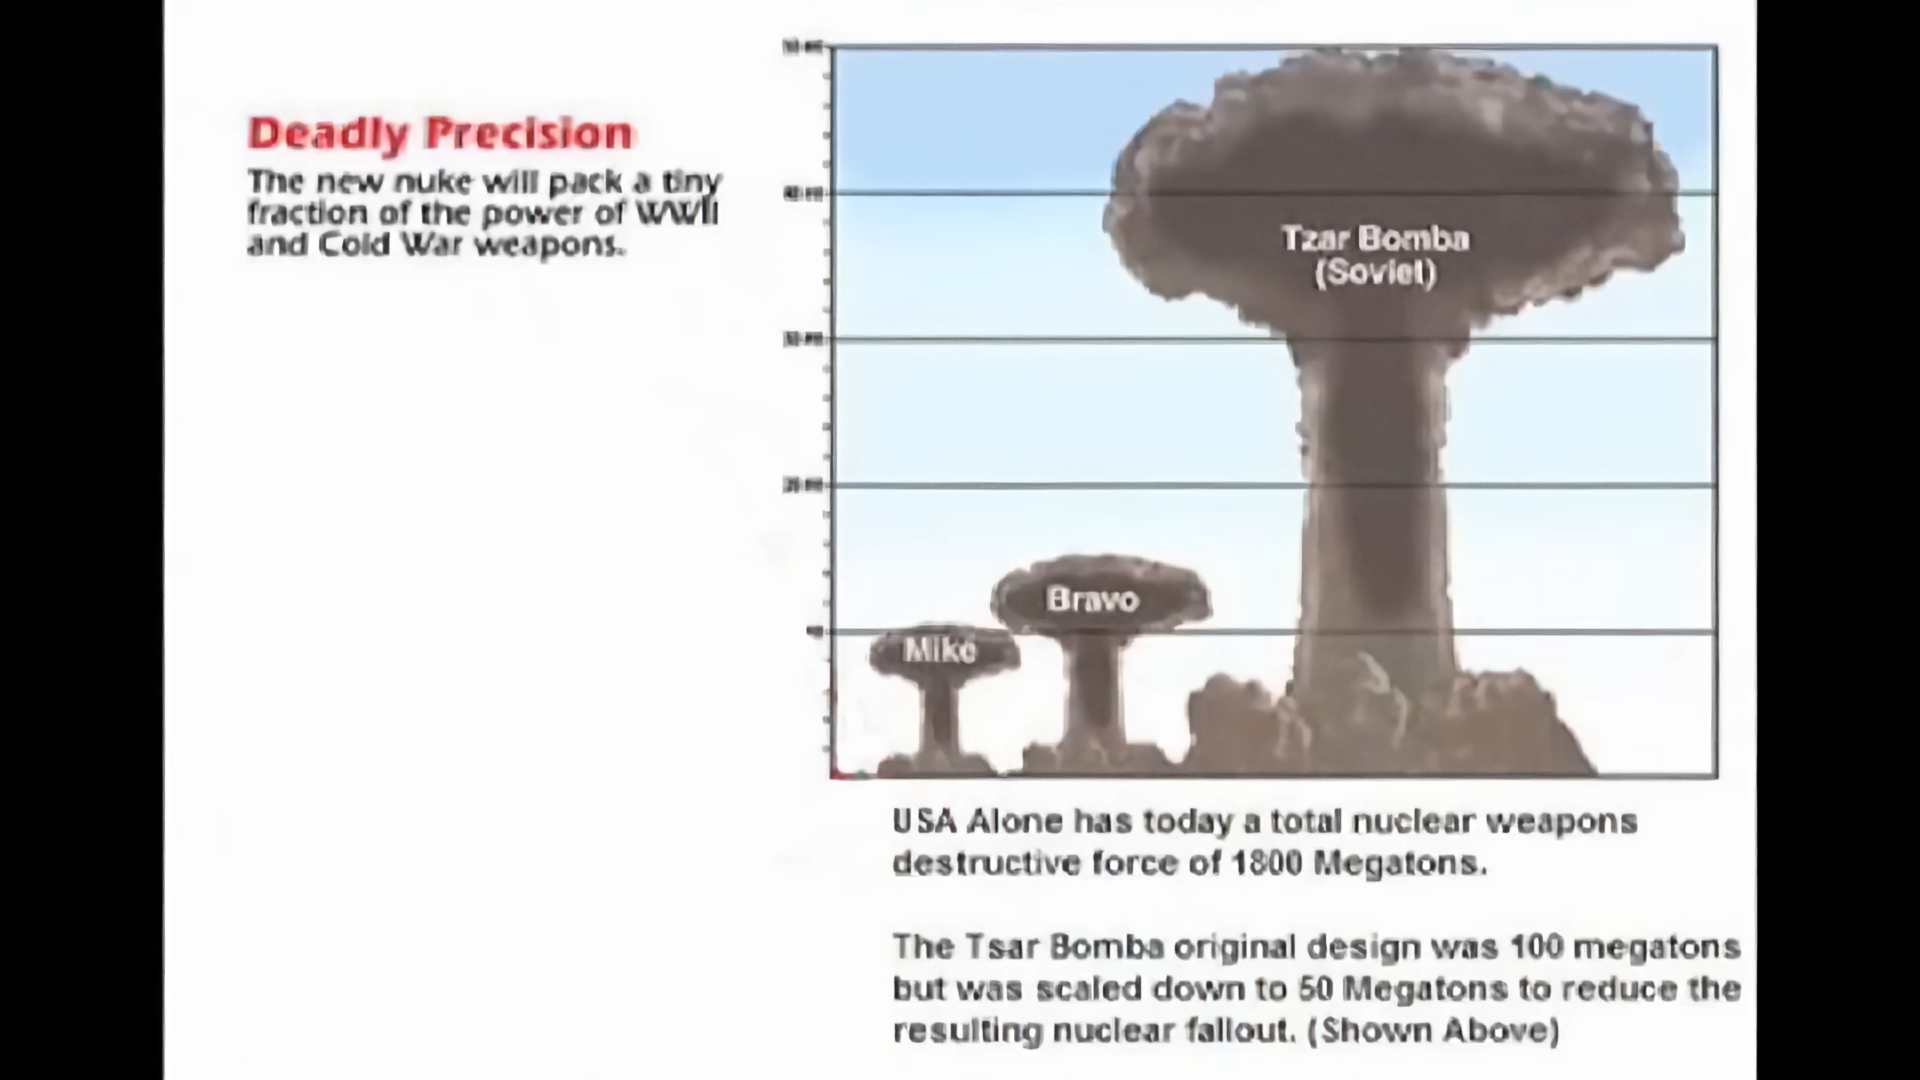 Deadly Precision
The new nuke will pack a tiny
fraction of the power of WWII
and Cold War weapons.
Tzar Bomba
(Soviet)
Bravo
Mike
USA Alone has today a total nuclear weapons
destructive force of 1800 Megatons.
The Tsar Bomba original design was 100 megatons
but was scaled down to 50 Megatons to reduce the
resulting nuclear fallout. (Shown Above)